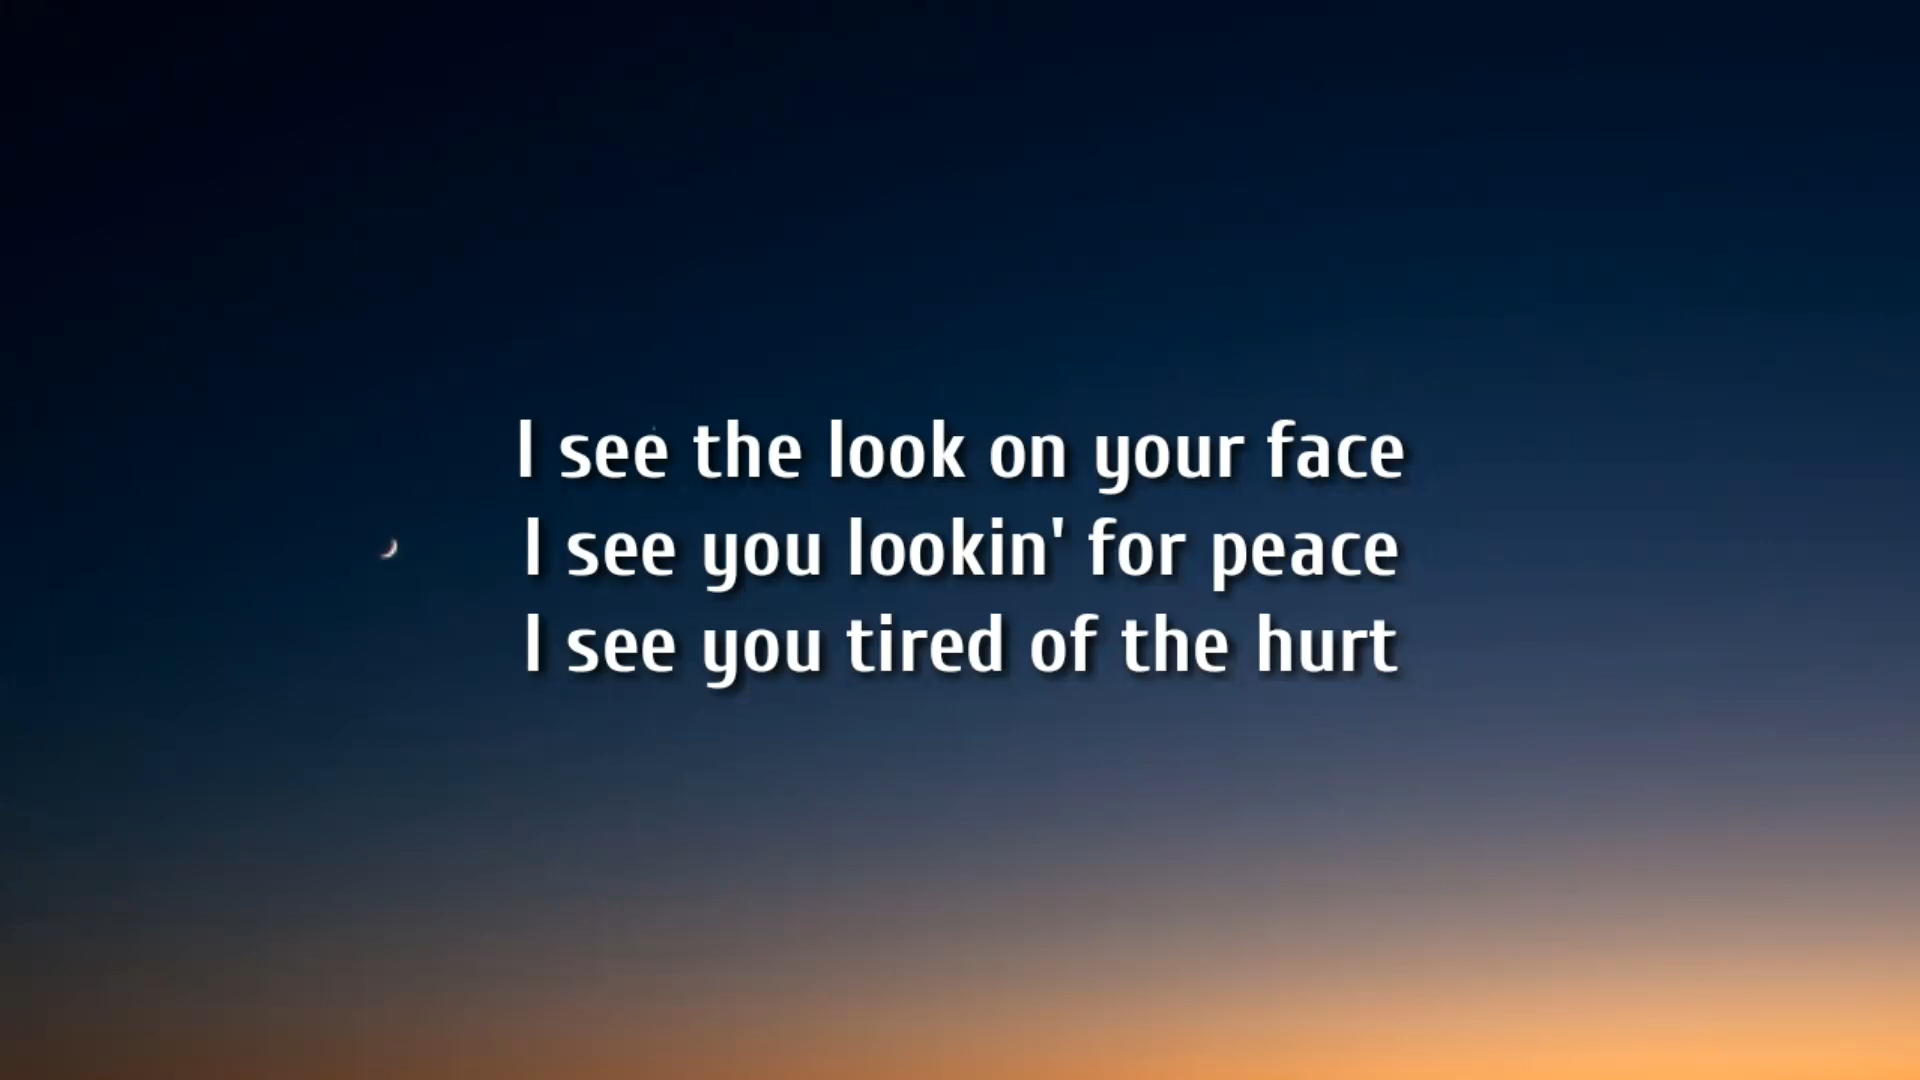 I see the look on your face
I see you lookin' for peace
I see you tired of the hurt